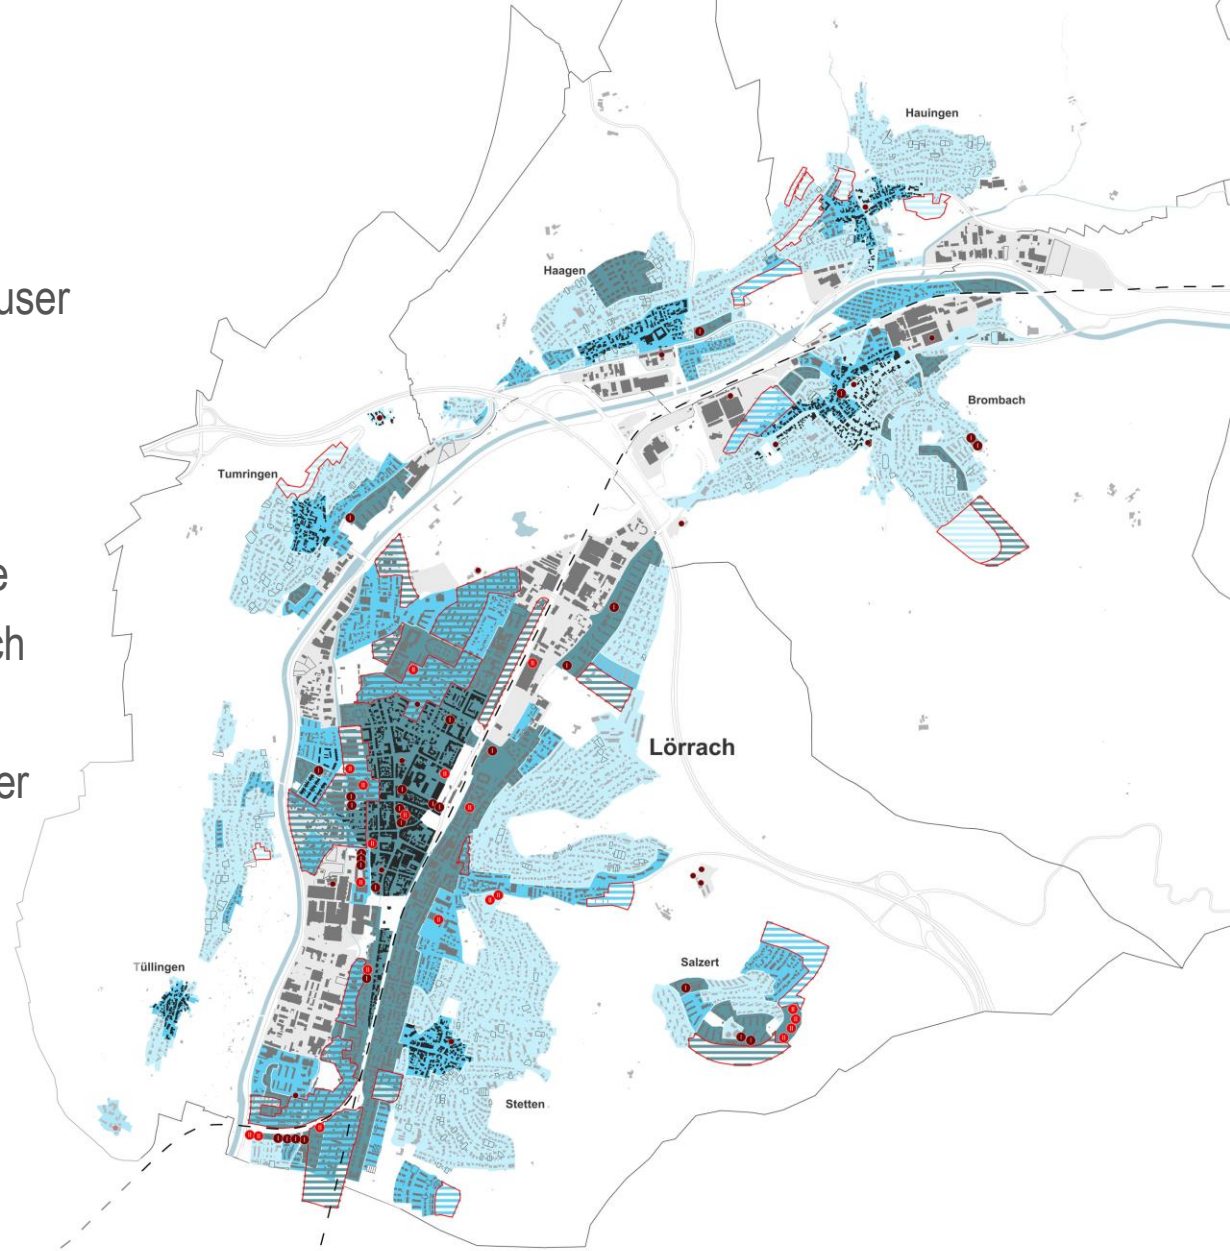 user
e
ch
er
Hauingen
Haagen
Brombach
Tumringen
Lörrach
Tüllingen
Salzert
Stetten